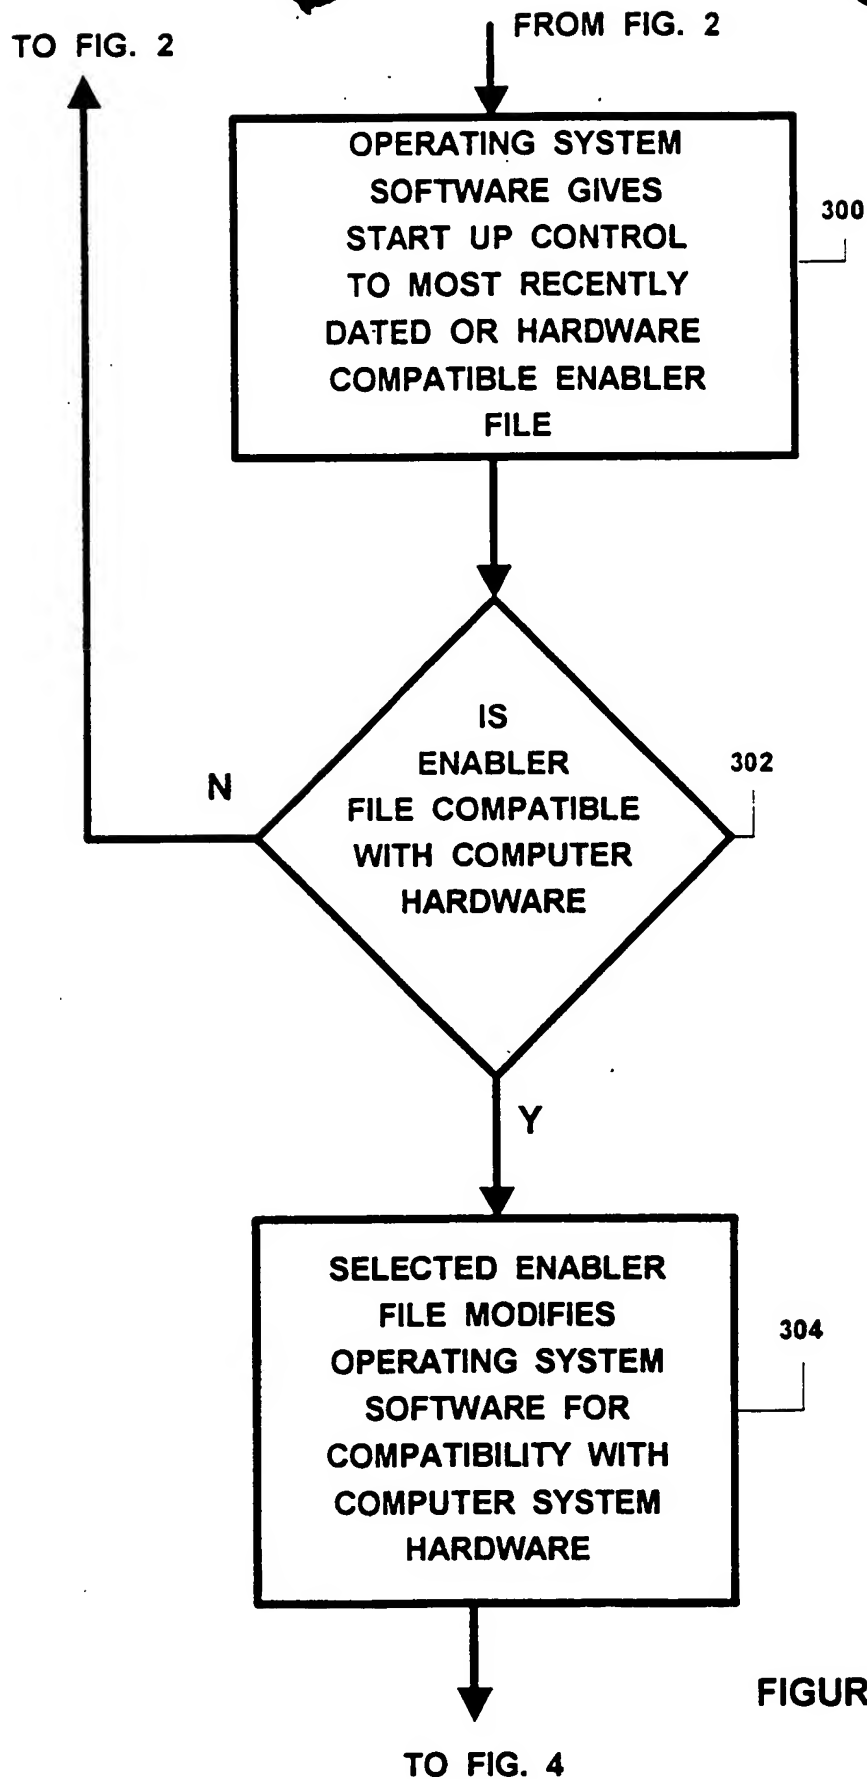 TO FIG. 2
FROM FIG. 2
OPERATING SYSTEM
SOFTWARE GIVES
START UP CONTROL
TO MOST RECENTLY
DATED OR HARDWARE
COMPATIBLE ENABLER
FILE
300
IS
ENABLER
FILE COMPATIBLE
WITH COMPUTER
HARDWARE
302
N
Y
SELECTED ENABLER
FILE MODIFIES
OPERATING SYSTEM
SOFTWARE FOR
COMPATIBILITY WITH
COMPUTER SYSTEM
HARDWARE
304
FIGUR
TO FIG. 4